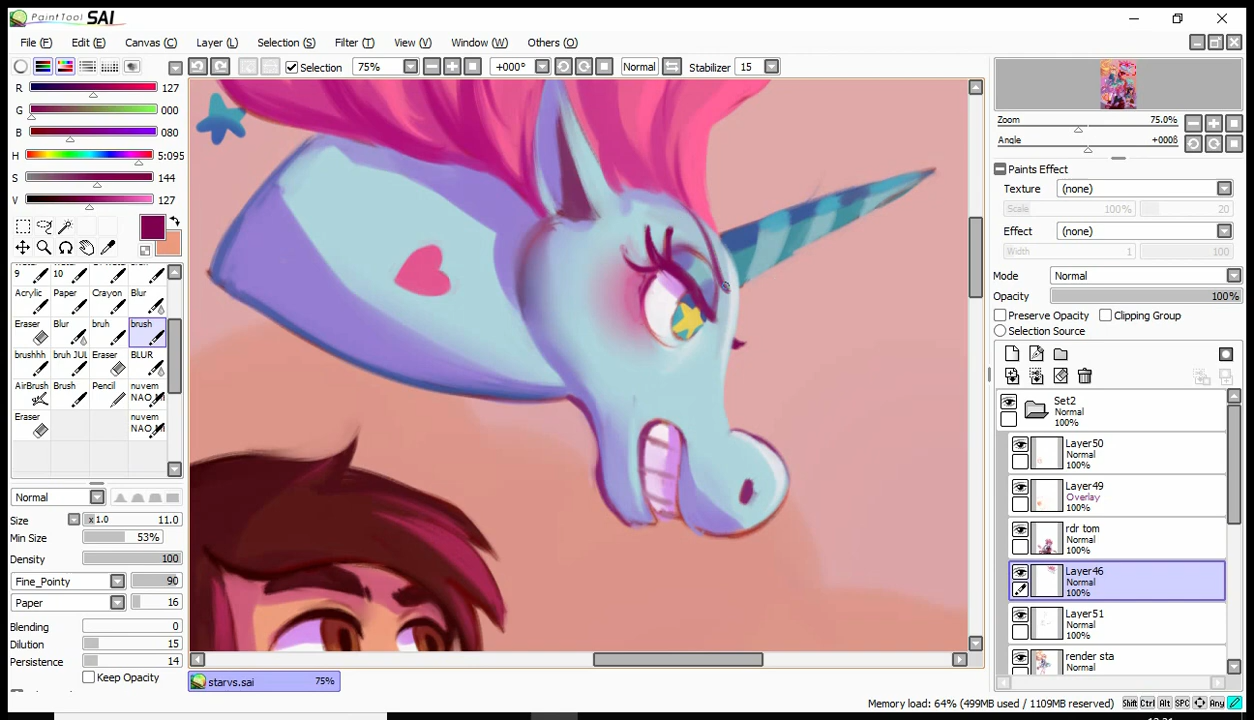 PaintTool SAI
File (F) Edit (E) Canvas (C) Layer (L) Selection (S) Filter (T) View (V) Window (W) Others (O)
Selection 75% +000° Normal Stabilizer 15
R 127
G 000
B 080
H 5:095
S 144
V 127
9 10
Acrylic Paper Crayon Blur
Eraser Blur bruh brush
brushhh bruh JUL Eraser BLUR
AirBrush Brush Pencil nuvem NAO
Eraser nuvem NAO
Normal
Size x1.0 11.0
Min Size 53%
Density 100
Fine_Pointy 90
Paper 16
Blending 0
Dilution 15
Persistence 14
Keep Opacity
starvs.sai 75%
Zoom 75.0%
Angle +000°
Paints Effect
Texture (none)
Scale 100% 20
Effect (none)
Width 1 100
Mode Normal
Opacity 100%
Preserve Opacity Clipping Group
Selection Source
Set2
Normal
100%
Layer50
Normal
100%
Layer49
Overlay
100%
rdr tom
Normal
100%
Layer46
Normal
100%
Layer51
Normal
100%
render sta
Normal
Memory load: 64% (499MB used / 1109MB reserved) Shift Ctrl Alt SPC Any